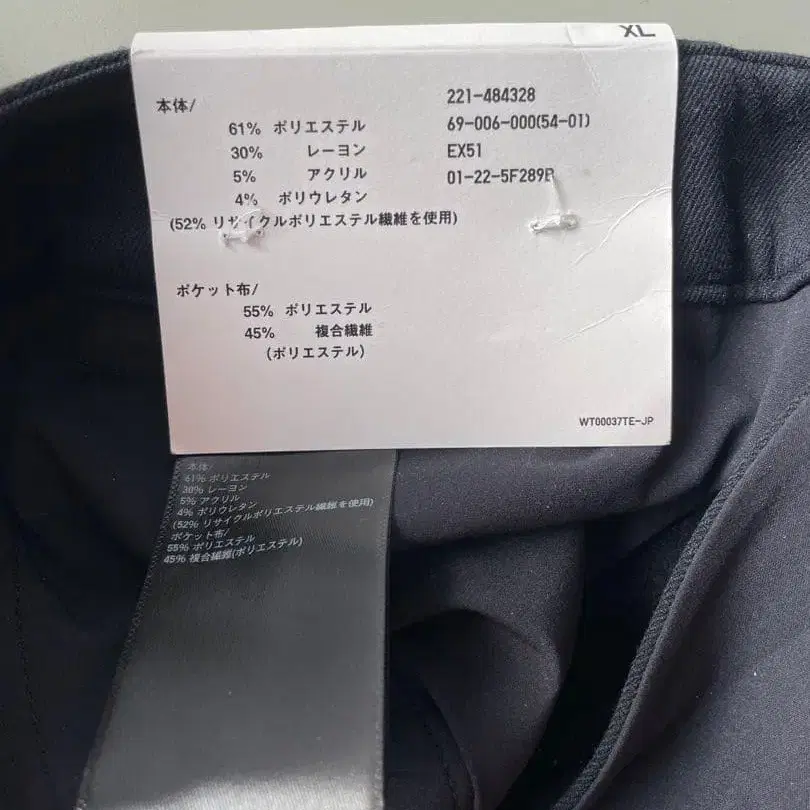 XL
本体/
61% ポリエステル
30% レーヨン
5% アクリル
4% ポリウレタン
(52% リサイクルポリエステル繊維を使用)
221-484328
69-006-000(54-01)
EX51
01-22-5F289B
ポケット布/
55% ポリエステル
45% 複合繊維
(ポリエステル)
WT00037TE-JP
本体/
61% ポリエステル
30% レーヨン
5% アクリル
4% ポリウレタン
(52% リサイクルポリエステル繊維を使用)
ポケット布/
55% ポリエステル
45% 複合繊維(ポリエステル)